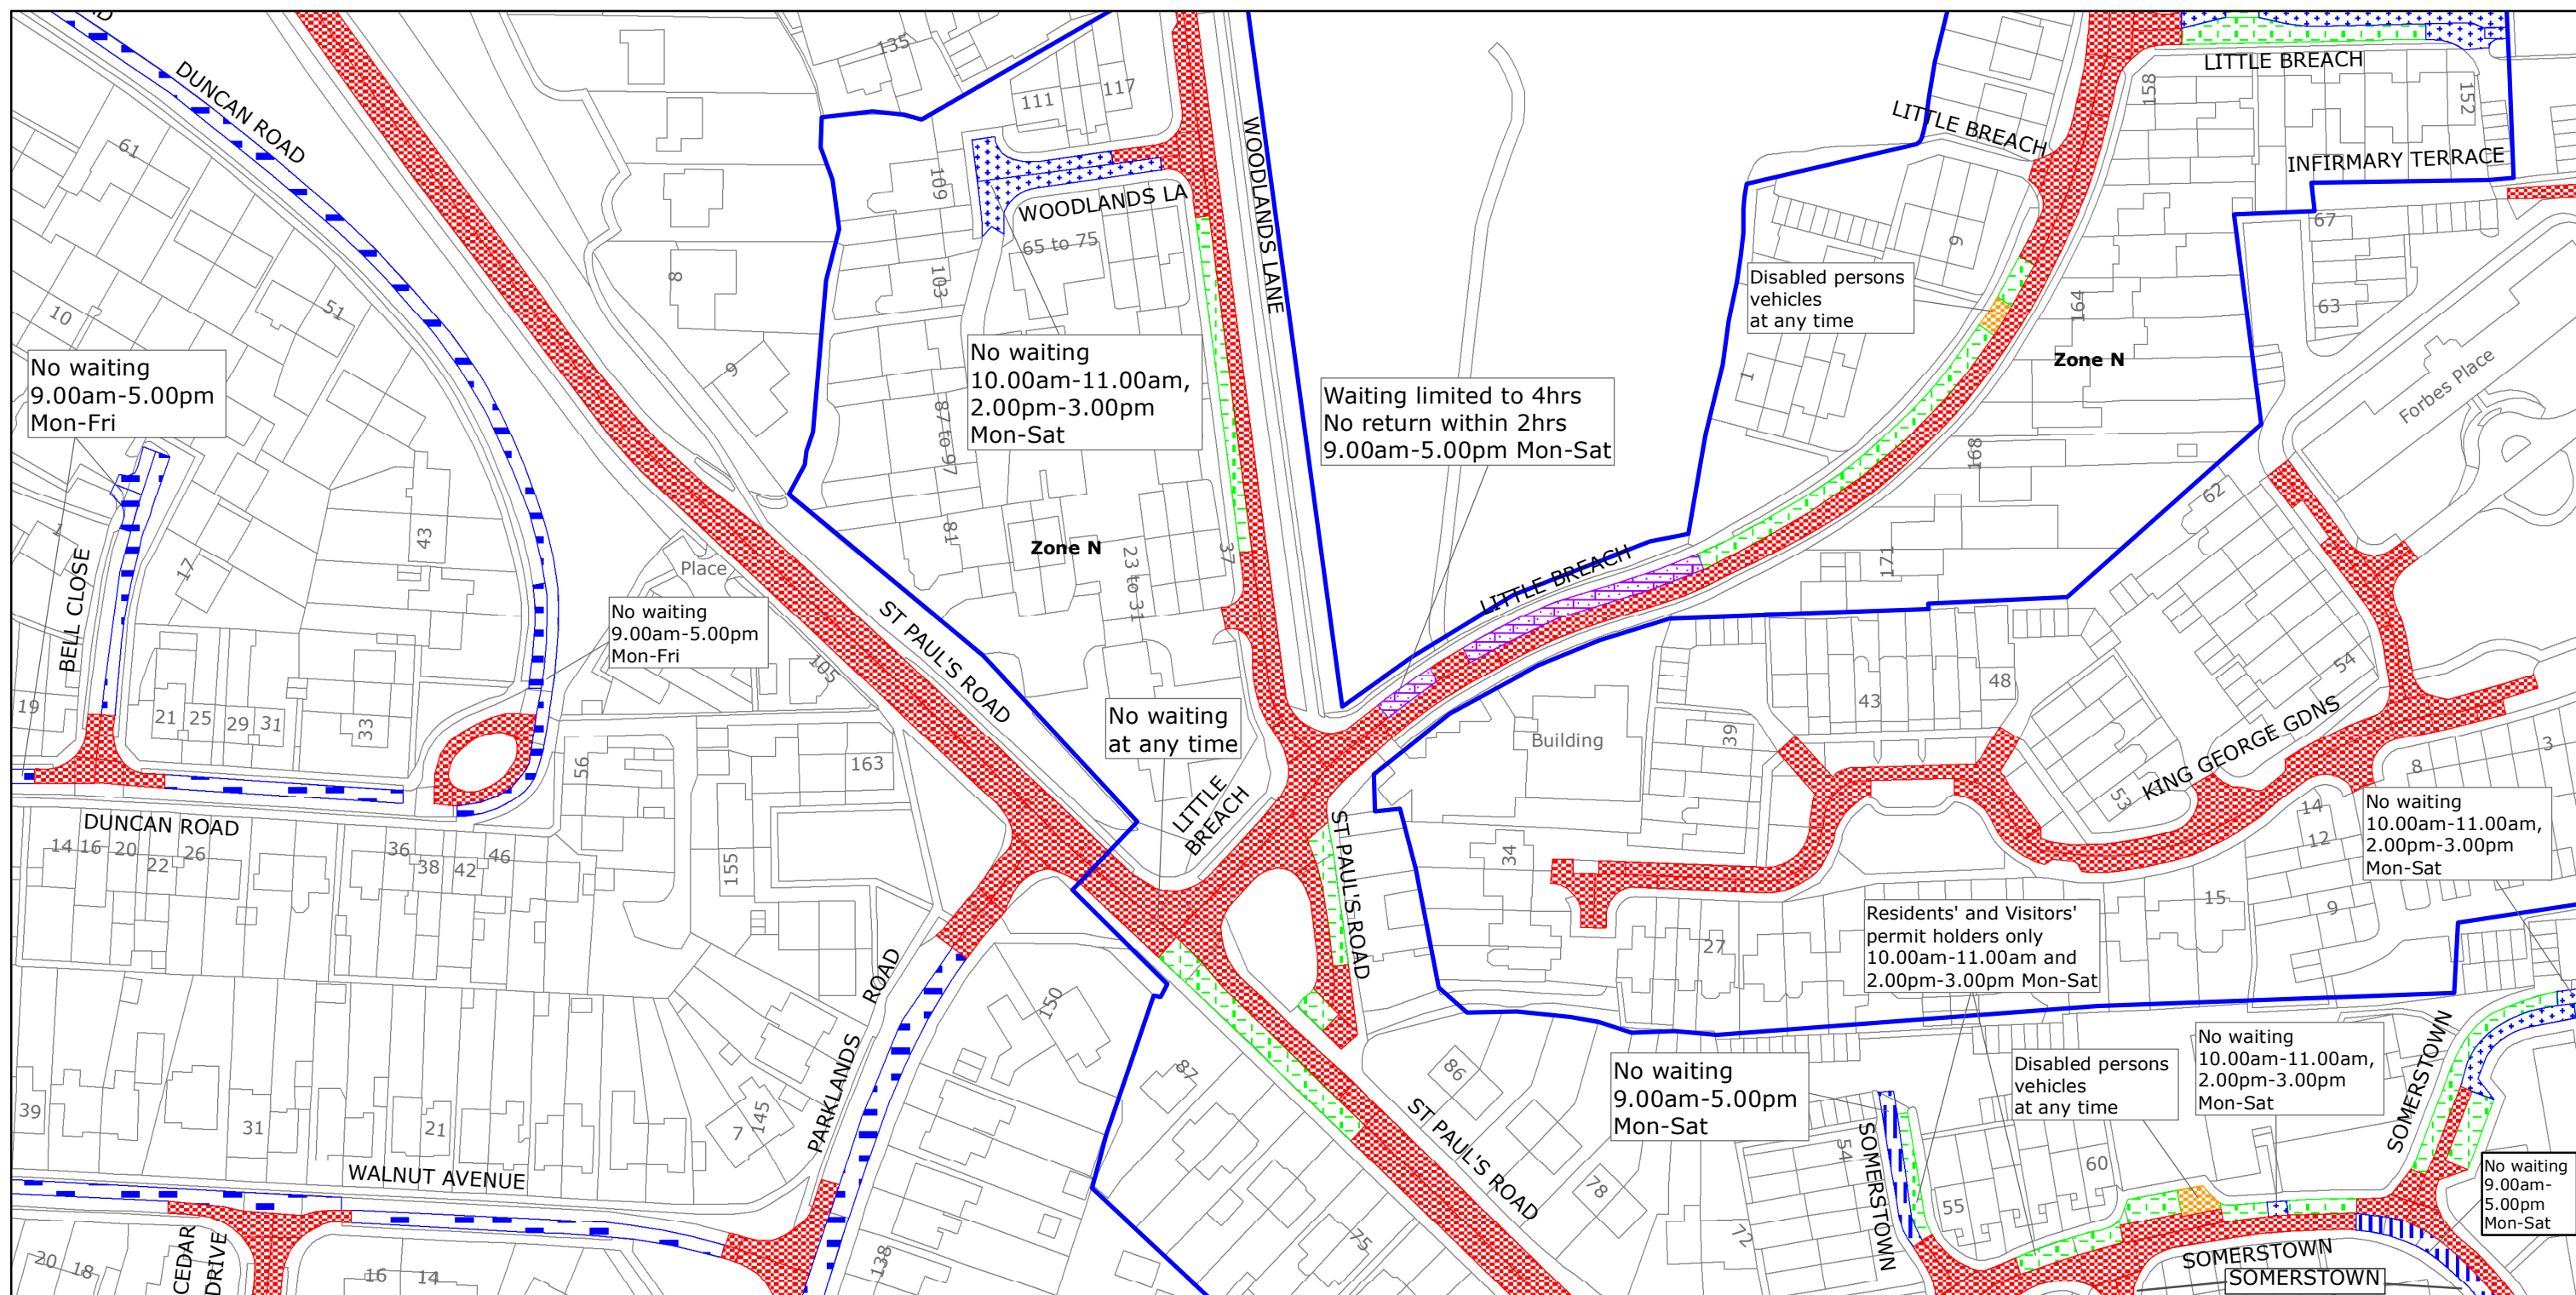 DUNCAN ROAD
135
111
117
WOODLANDS LANE
LITTLE BREACH
158
152
LITTLE BREACH
INFIRMARY TERRACE
61
109
WOODLANDS LA
65 to 75
103
8
9
67
63
Disabled persons
vehicles
at any time
164
Zone N
Forbes Place
10
51
No waiting
9.00am-5.00pm
Mon-Fri
No waiting
10.00am-11.00am,
2.00pm-3.00pm
Mon-Sat
Waiting limited to 4hrs
No return within 2hrs
9.00am-5.00pm Mon-Sat
9
1
87 to 97
168
62
1
43
81
Zone N
37
23 to 31
17
BELL CLOSE
Place
LITTLE BREACH
171
No waiting
9.00am-5.00pm
Mon-Fri
105
ST PAUL'S ROAD
43
48
54
19
21
25
29
31
33
No waiting
at any time
Building
39
KING GEORGE GDNS
56
163
LITTLE
BREACH
53
8
3
14
12
DUNCAN ROAD
14
16
20
22
26
36
38
42
46
155
ST PAUL'S ROAD
34
No waiting
10.00am-11.00am,
2.00pm-3.00pm
Mon-Sat
15
9
27
Residents' and Visitors'
permit holders only
10.00am-11.00am and
2.00pm-3.00pm Mon-Sat
PARKLANDS ROAD
150
87
86
No waiting
9.00am-5.00pm
Mon-Sat
Disabled persons
vehicles
at any time
No waiting
10.00am-11.00am,
2.00pm-3.00pm
Mon-Sat
SOMERSTOWN
39
31
21
7
145
ST PAUL'S ROAD
78
72
54
SOMERSTOWN
55
60
No waiting
9.00am-
5.00pm
Mon-Sat
WALNUT AVENUE
CEDAR
DRIVE
20
18
16
14
138
75
SOMERSTOWN
SOMERSTOWN